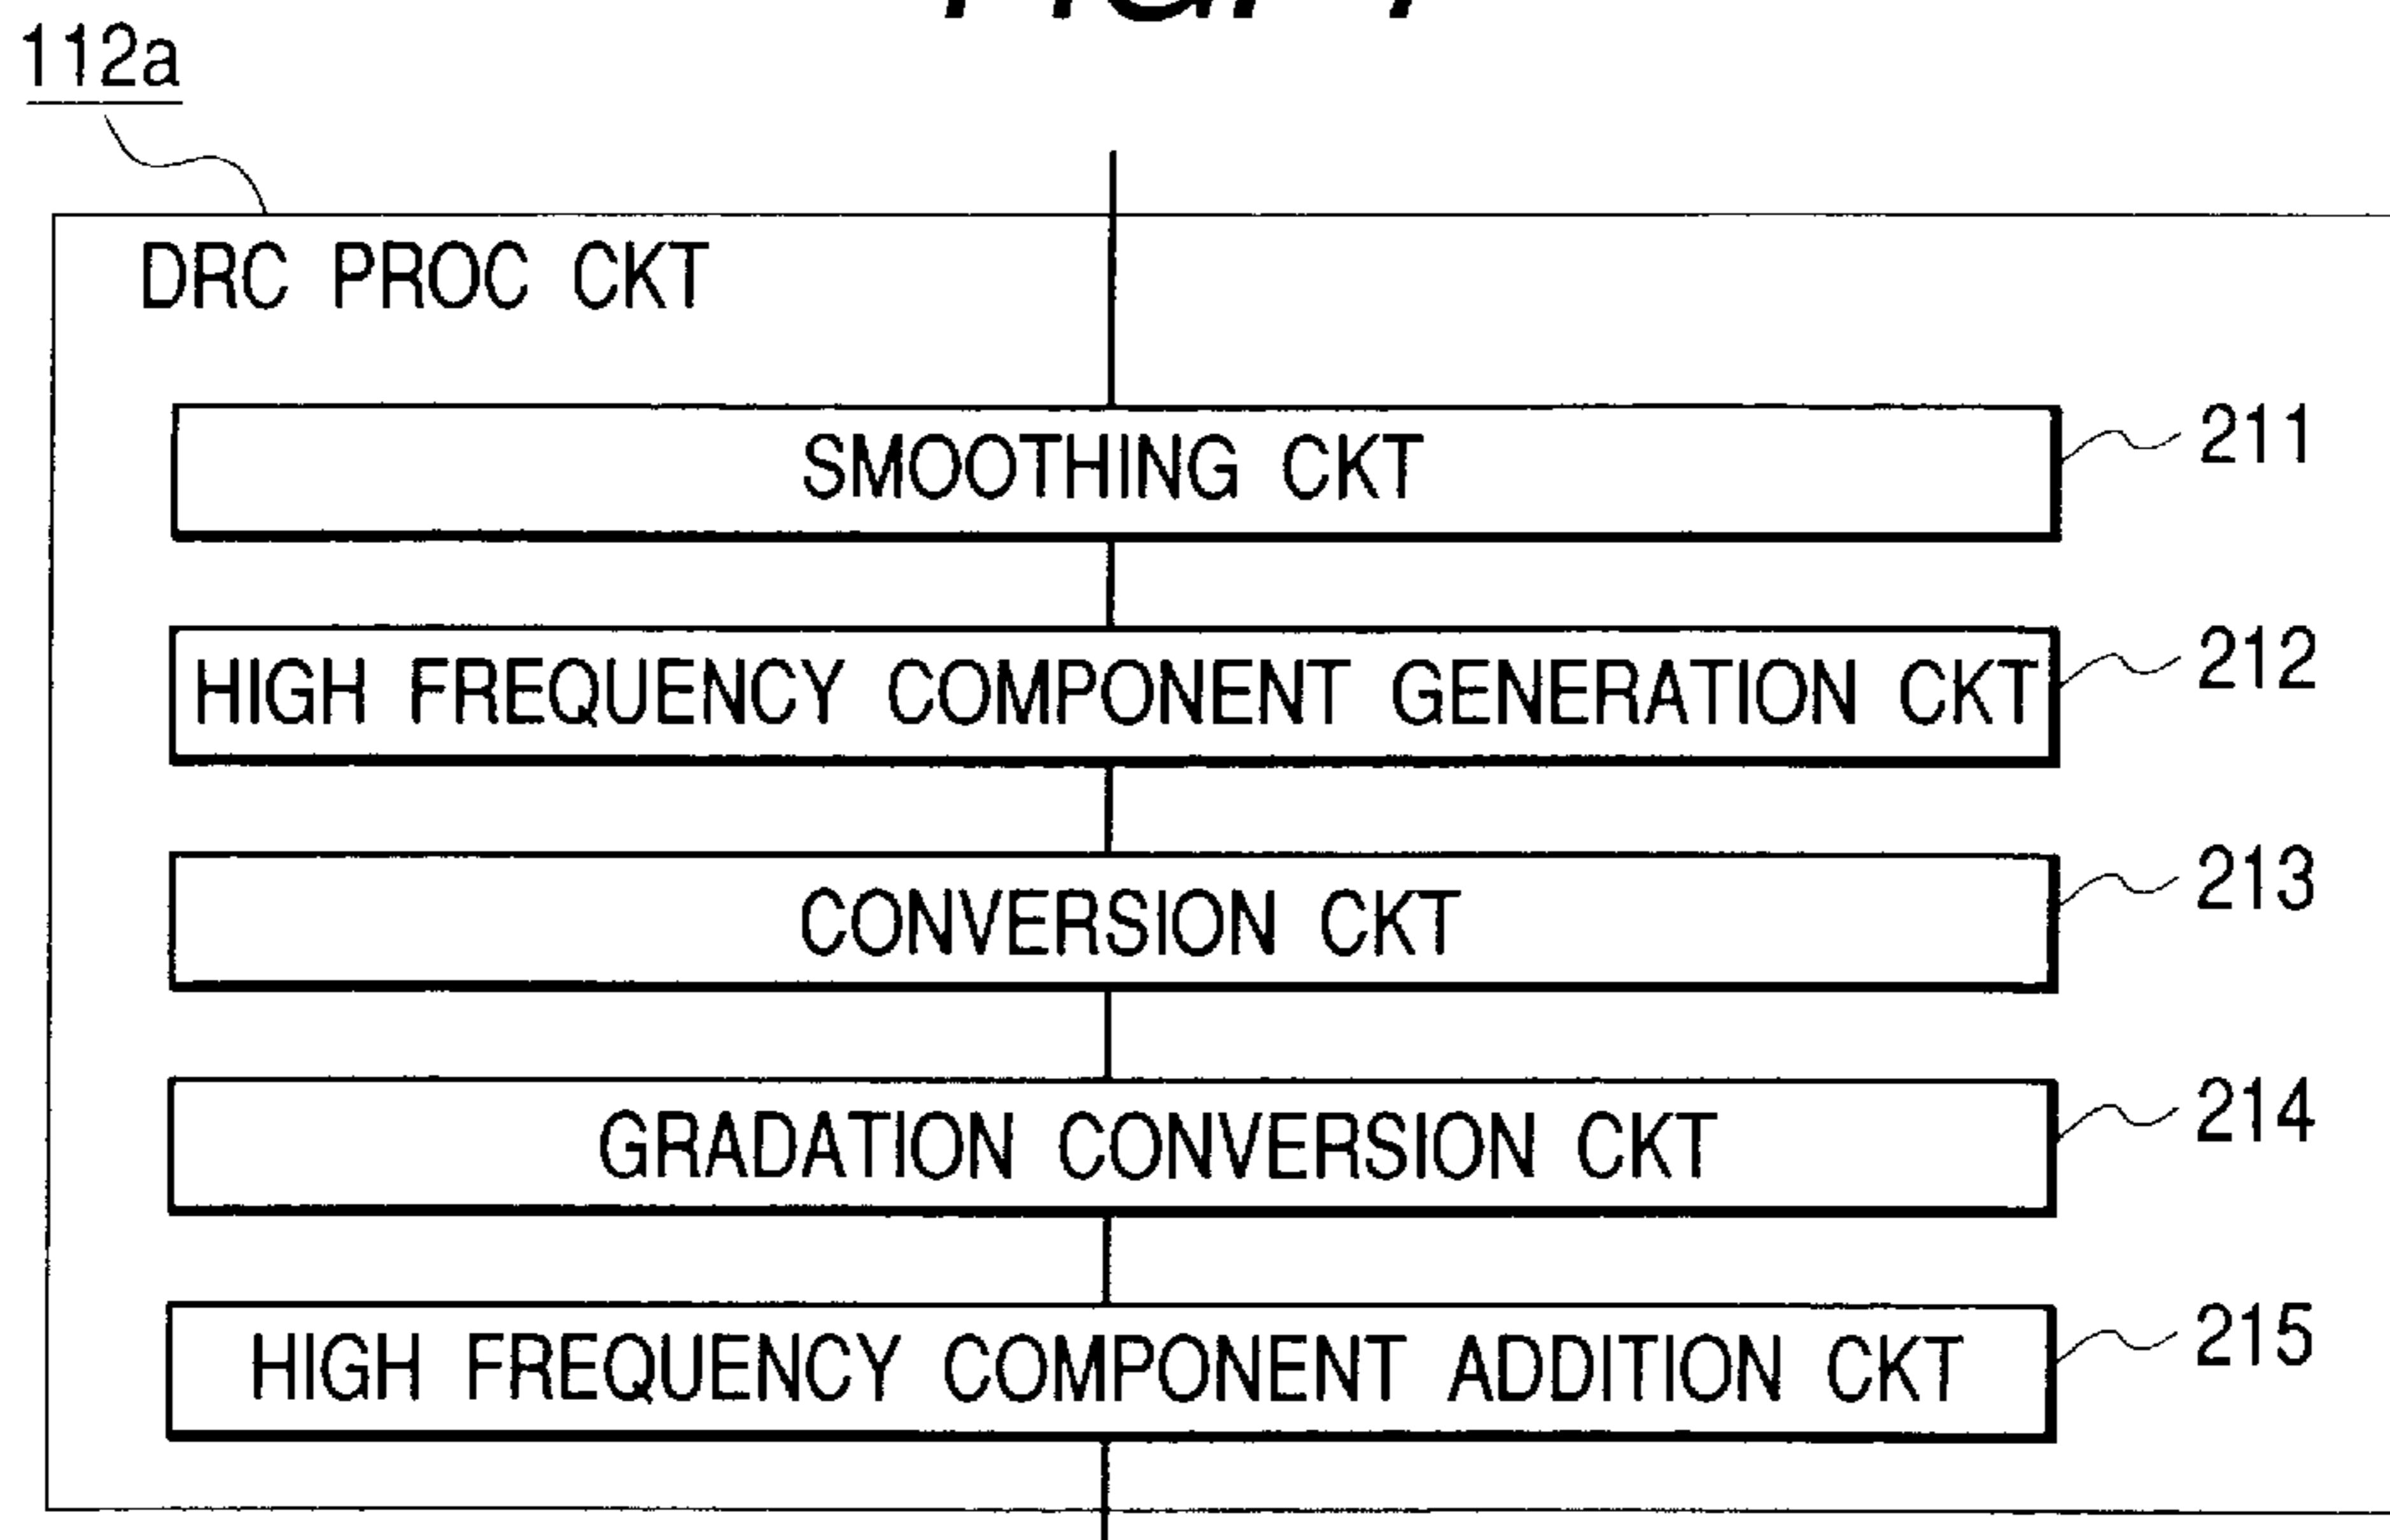 112a
DRC PROC CKT
SMOOTHING CKT
211
HIGH FREQUENCY COMPONENT GENERATION CKT
212
CONVERSION CKT
213
GRADATION CONVERSION CKT
214
HIGH FREQUENCY COMPONENT ADDITION CKT
215